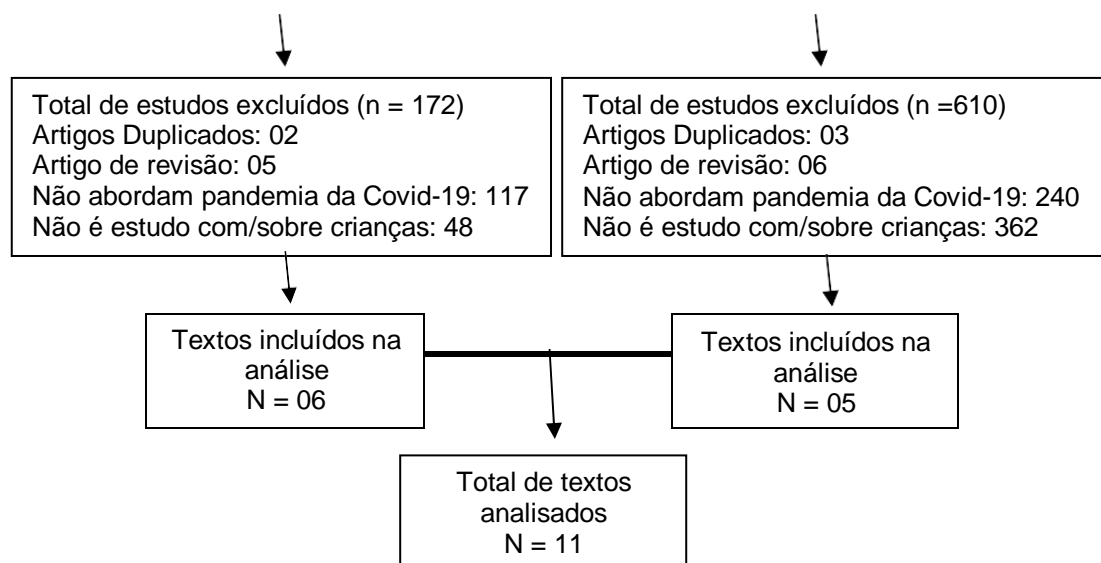 Total de estudos excluídos (n = 172)
Artigos Duplicados: 02
Artigo de revisão: 05
Não abordam pandemia da Covid-19: 117
Não é estudo com/sobre crianças: 48
Total de estudos excluídos (n =610)
Artigos Duplicados: 03
Artigo de revisão: 06
Não abordam pandemia da Covid-19: 240
Não é estudo com/sobre crianças: 362
Textos incluídos na
análise
N = 06
Textos incluídos na
análise
N = 05
Total de textos
analisados
N = 11